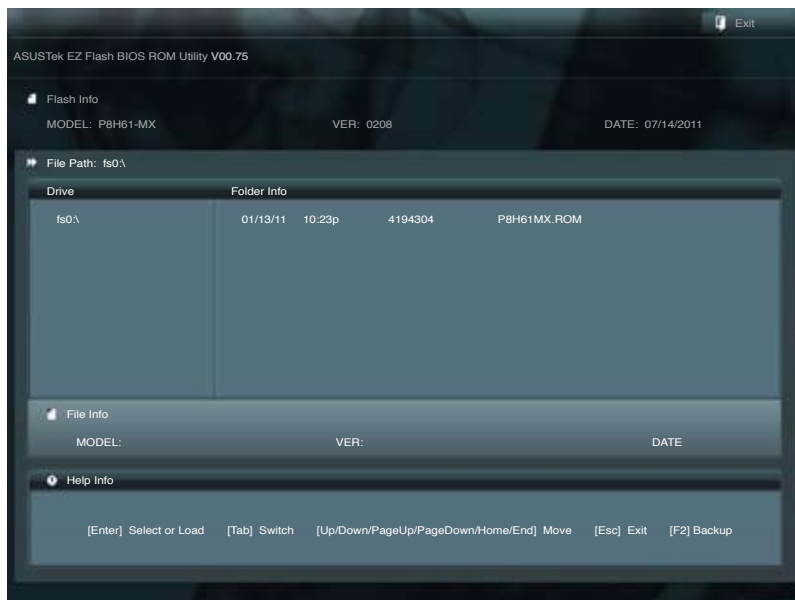 Exit
ASUSTek EZ Flash BIOS ROM Utility V00.75
Flash Info
MODEL: P8H61-MX VER: 0208 DATE: 07/14/2011
File Path: fs0:\
Drive Folder Info
fs0:\ 01/13/11 10:23p 4194304 P8H61MX.ROM
File Info
MODEL: VER: DATE
Help Info
[Enter] Select or Load [Tab] Switch [Up/Down/PageUp/PageDown/Home/End] Move [Esc] Exit [F2] Backup